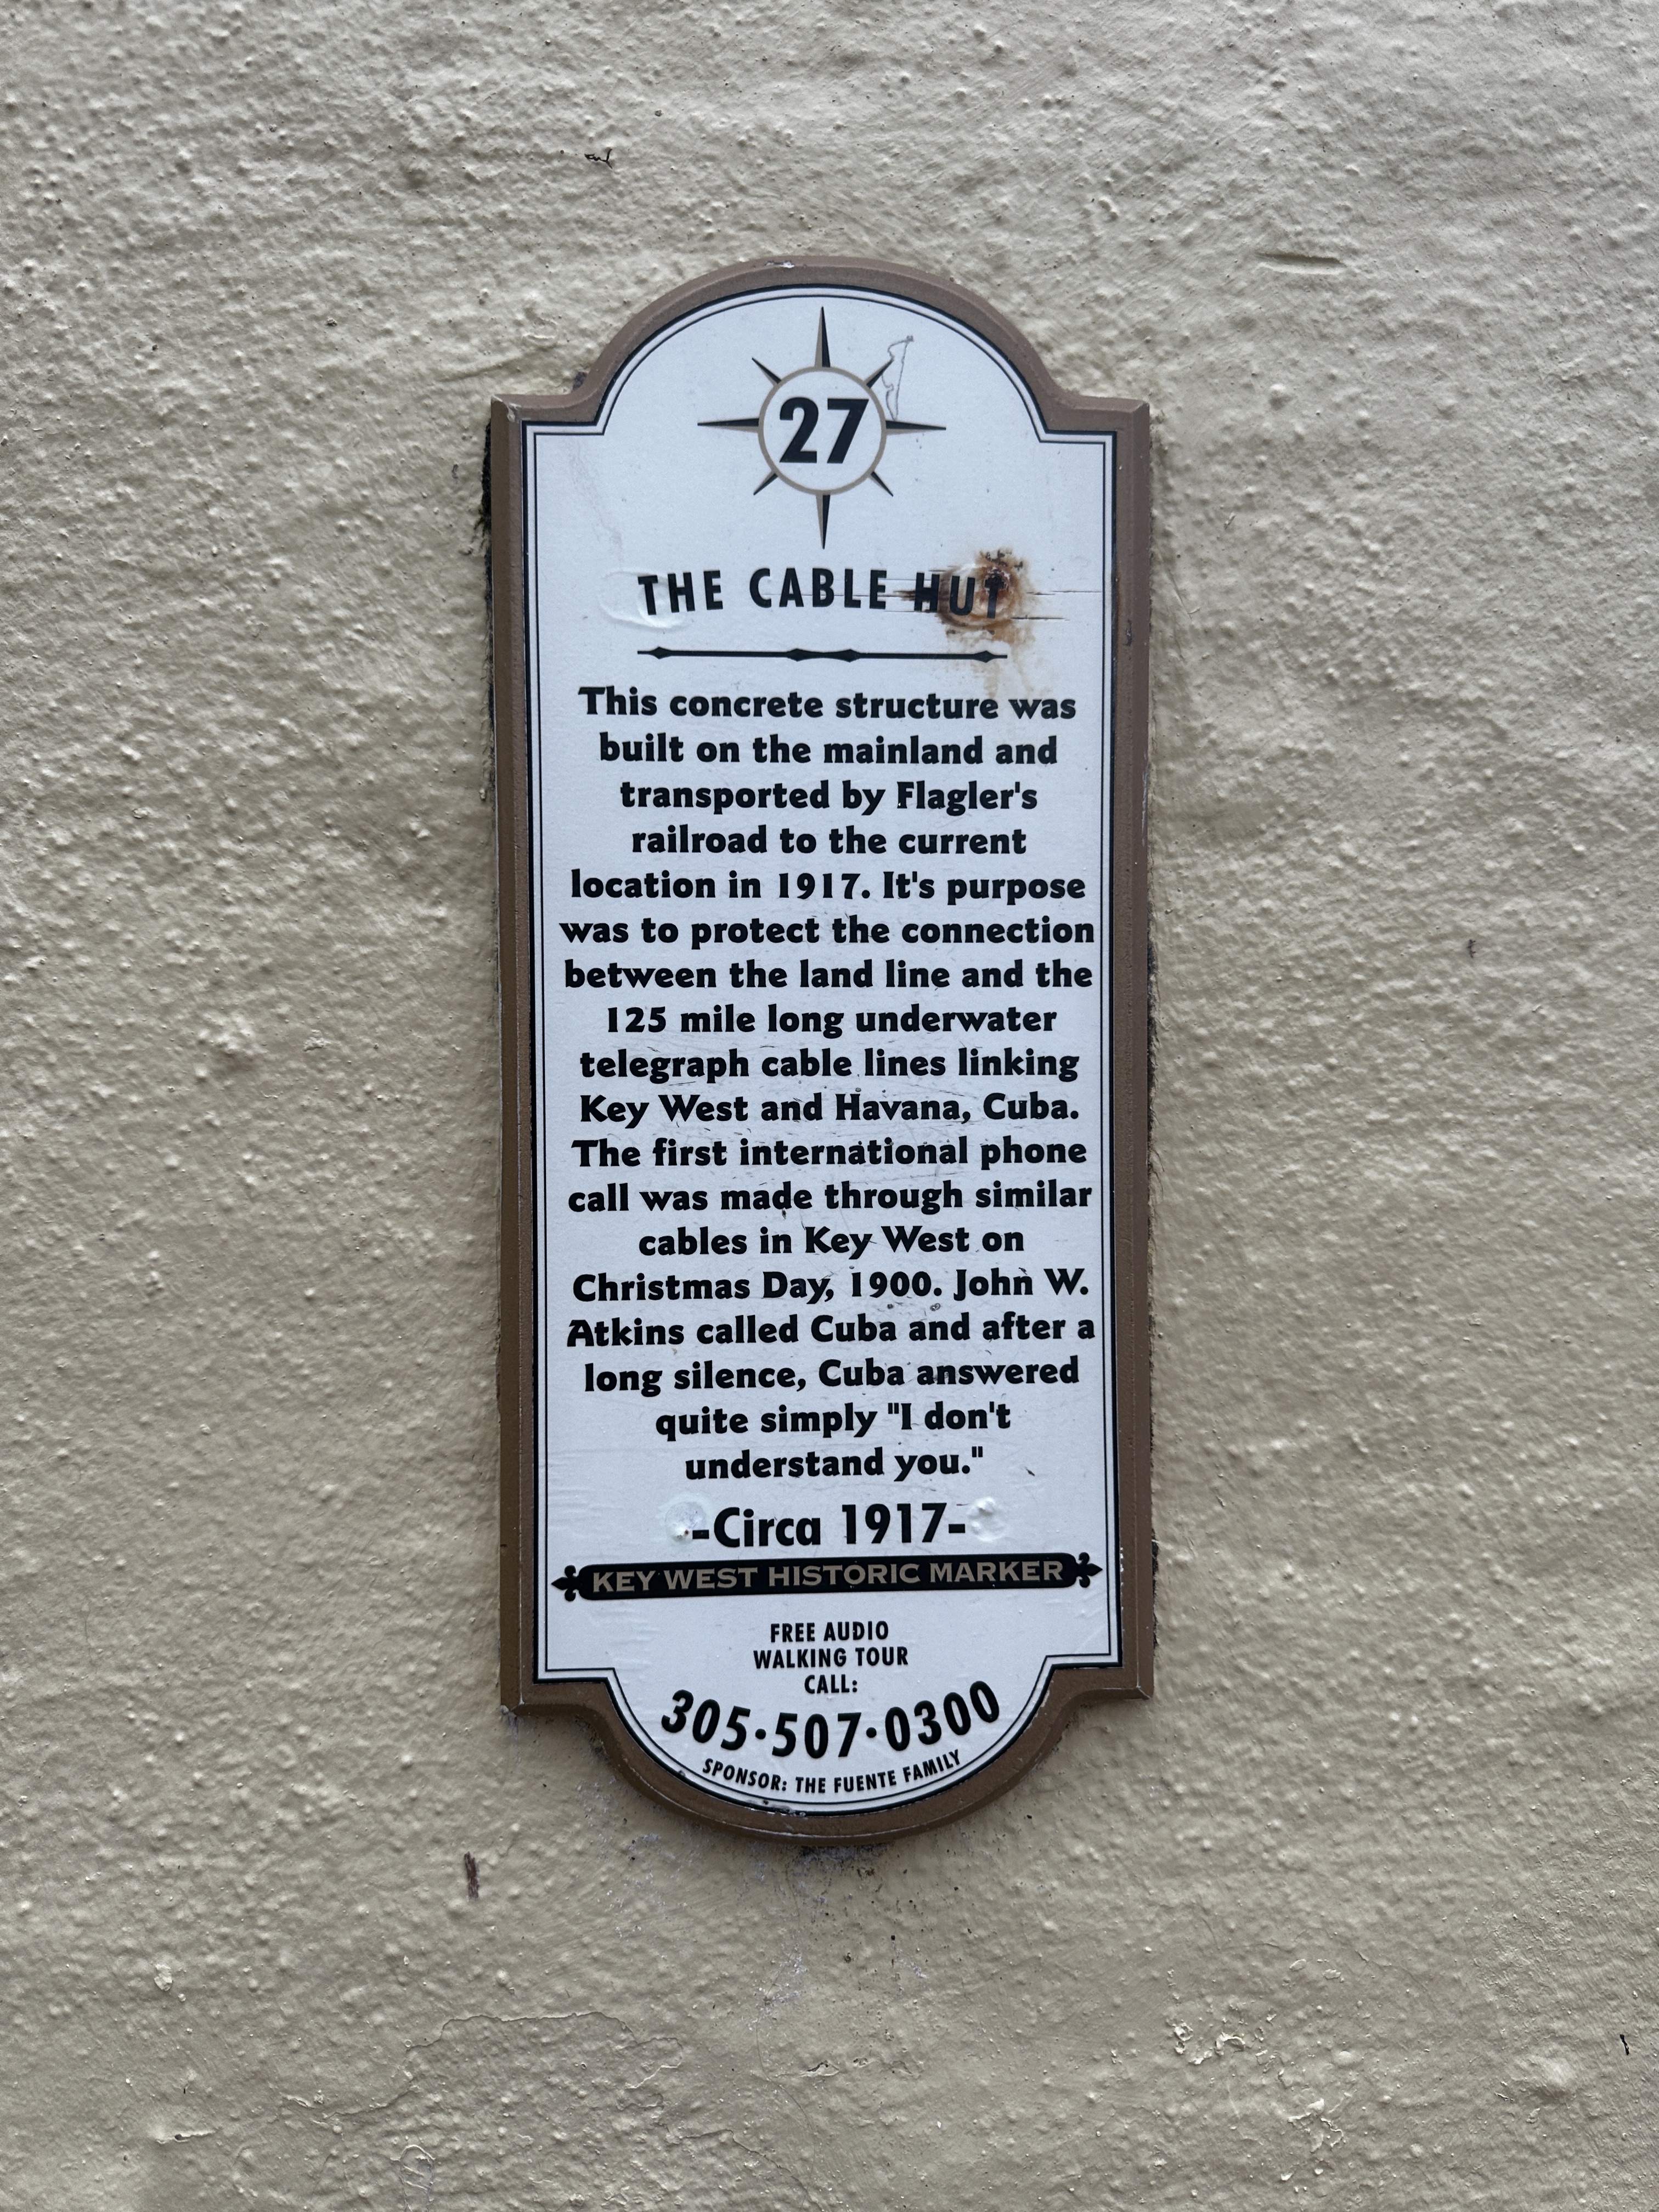 27
THE CABLE HUT
This concrete structure was
built on the mainland and
transported by Flagler's
railroad to the current
location in 1917. It's purpose
was to protect the connection
between the land line and the
125 mile long underwater
telegraph cable lines linking
Key West and Havana, Cuba.
The first international phone
call was made through similar
cables in Key West on
Christmas Day, 1900. John W.
Atkins called Cuba and after a
long silence, Cuba answered
quite simply "I don't
understand you."
-Circa 1917-
KEY WEST HISTORIC MARKER
FREE AUDIO
WALKING TOUR
CALL:
305·507·0300
SPONSOR: THE FUENTE FAMILY